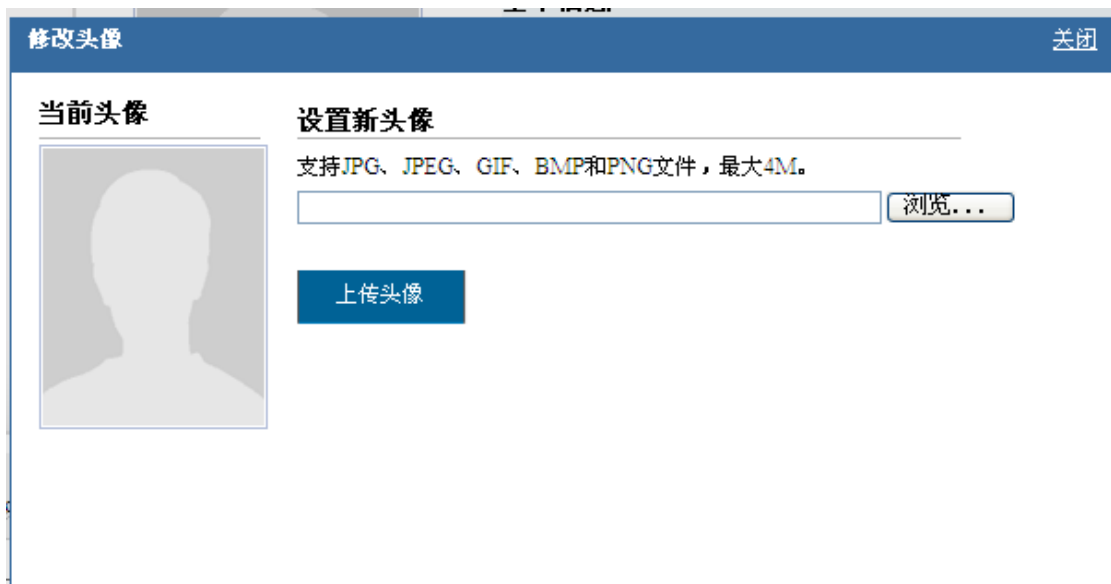 修改头像
关闭
当前头像
设置新头像
支持JPG、JPEG、GIF、BMP和PNG文件，最大4M。
浏览...
上传头像